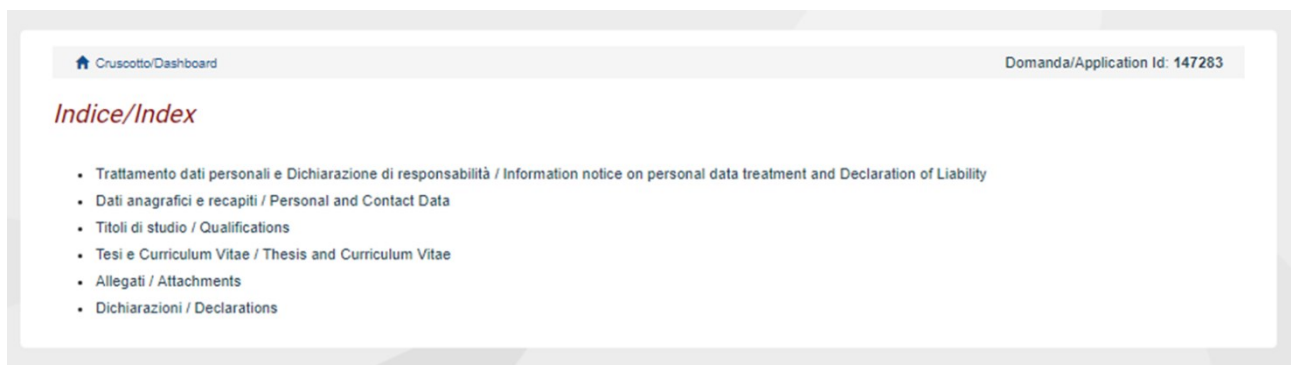 Cruscotto/Dashboard Domanda/Application Id: 147283
Indice/Index
Trattamento dati personali e Dichiarazione di responsabilità / Information notice on personal data treatment and Declaration of Liability
Dati anagrafici e recapiti / Personal and Contact Data
Titoli di studio / Qualifications
Tesi e Curriculum Vitae / Thesis and Curriculum Vitae
Allegati / Attachments
Dichiarazioni / Declarations